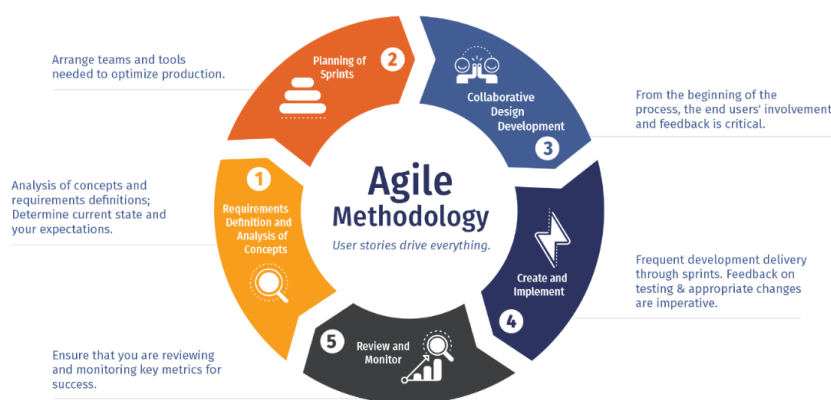 Agile
Methodology
User stories drive everything.
1
Requirements
Definition and
Analysis of
Concepts
Analysis of concepts and
requirements definitions;
Determine current state and
your expectations.
2
Planning of
Sprints
Arrange teams and tools
needed to optimize production.
Collaborative
Design
Development
3
From the beginning of the
process, the end users' involvement
and feedback is critical.
Create and
Implement
4
Frequent development delivery
through sprints. Feedback on
testing & appropriate changes
are imperative.
5
Review and
Monitor
Ensure that you are reviewing
and monitoring key metrics for
success.